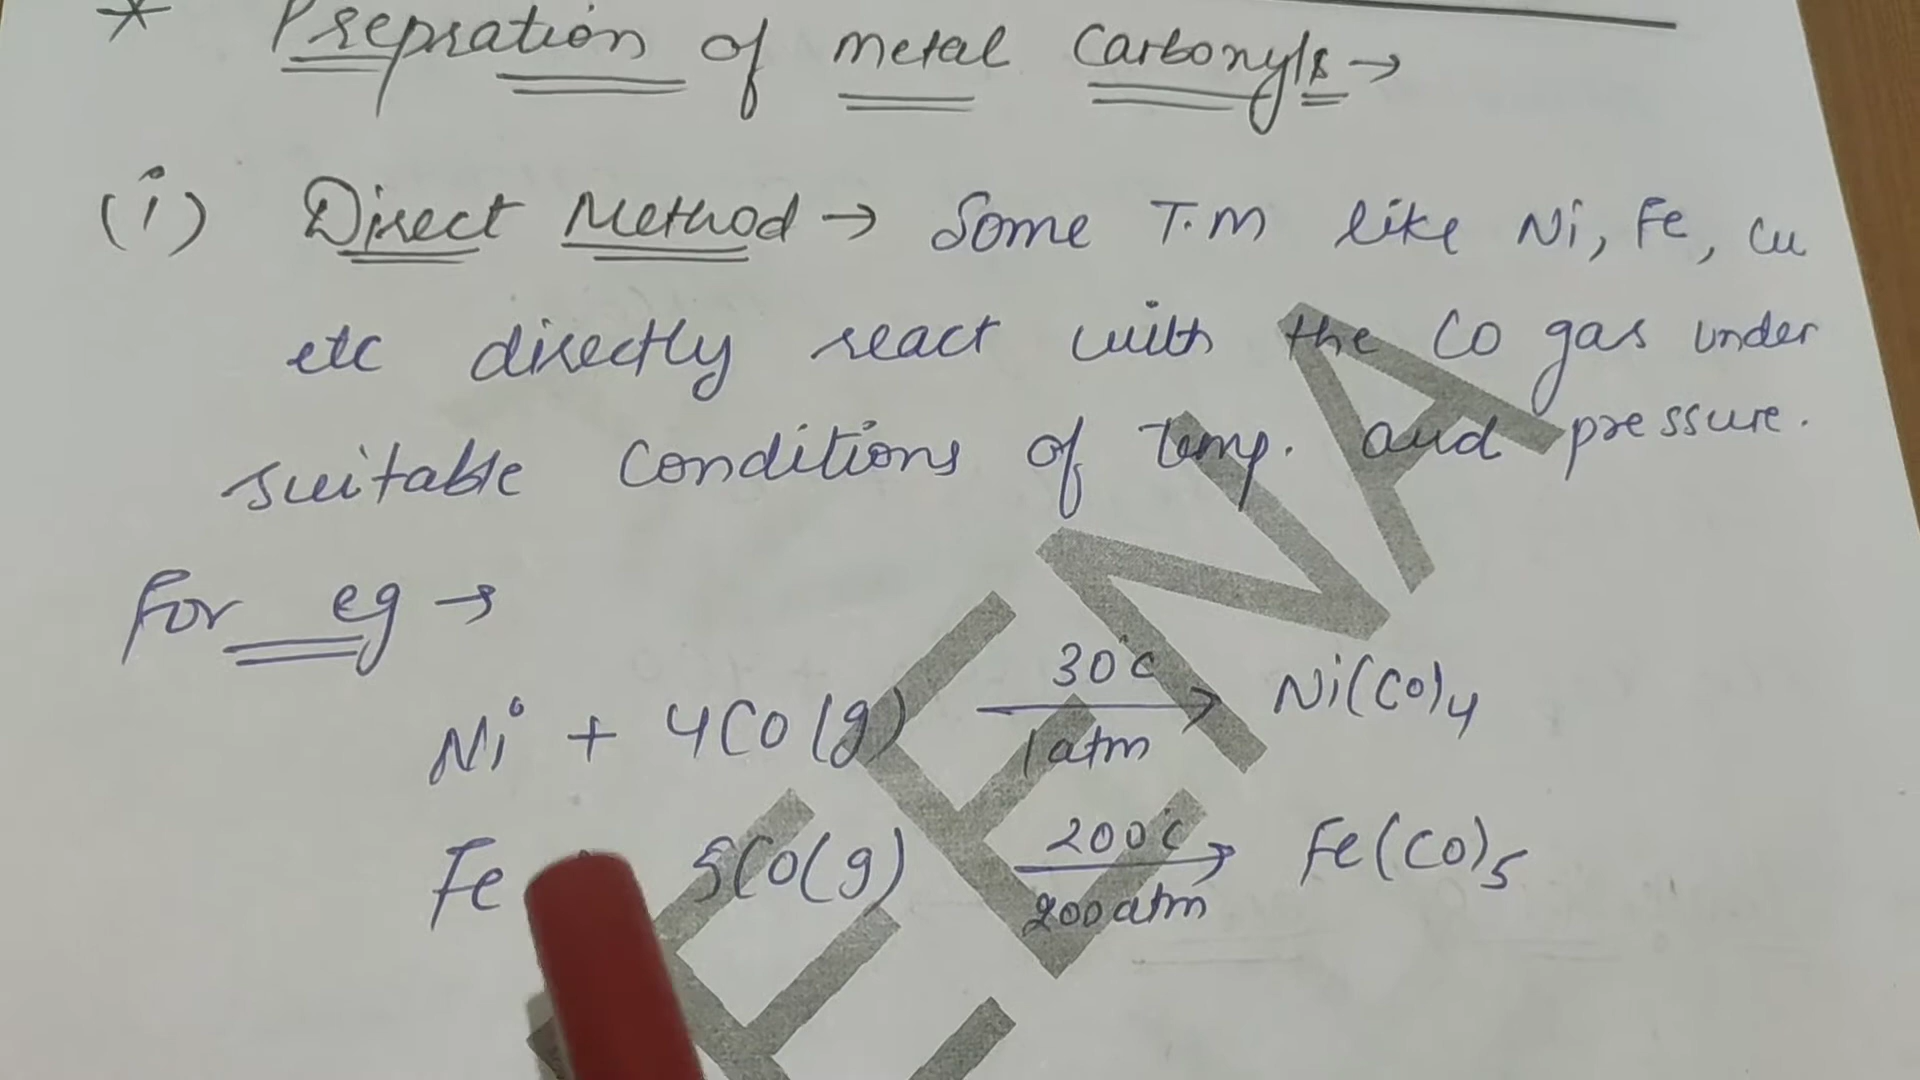 * Prepration of metal Carbonyls →
(i) Direct Method → Some T.M like Ni, Fe, Cu
etc directly react with the CO gas under
suitable Conditions of Temp. and pressure.
For eg →
Ni + 4CO(g) 30°C 1atm → Ni(CO)4
Fe 5CO(g) 200°C 200atm → Fe(CO)5